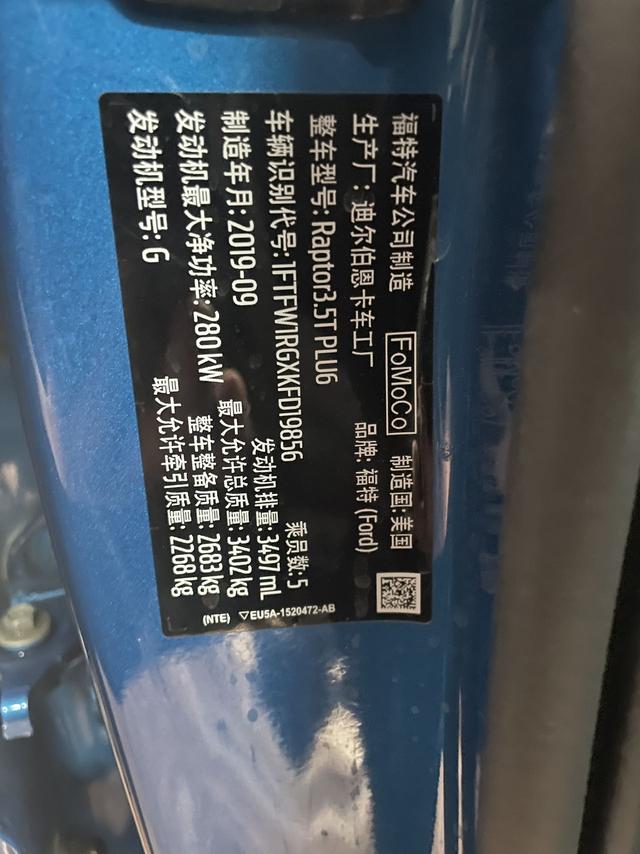 福特汽车公司制造 FoMoCo 制造国: 美国
生产厂: 迪尔伯恩卡车工厂 品牌: 福特 (Ford)
整车型号: Raptor3.5T PLUG
车辆识别代号: 1FTFW1RGXKFD19856 乘员数: 5
制造年月: 2019-09 发动机排量: 3497 mL
发动机最大净功率: 280 kW 最大允许总质量: 3402 kg
整车整备质量: 2683 kg
发动机型号: G 最大允许牵引质量: 2268 kg
(NTE) ▽EU5A-1520472-AB